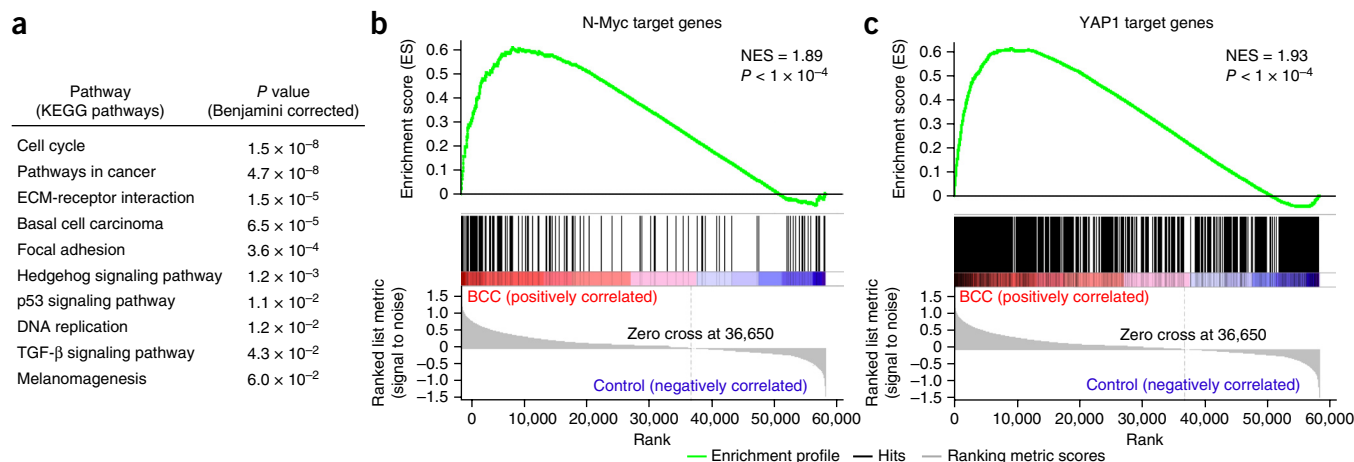 a
Pathway
(KEGG pathways)
P value
(Benjamini corrected)
Cell cycle 1.5 × 10⁻⁸
Pathways in cancer 4.7 × 10⁻⁸
ECM-receptor interaction 1.5 × 10⁻⁵
Basal cell carcinoma 6.5 × 10⁻⁵
Focal adhesion 3.6 × 10⁻⁴
Hedgehog signaling pathway 1.2 × 10⁻³
p53 signaling pathway 1.1 × 10⁻²
DNA replication 1.2 × 10⁻²
TGF-β signaling pathway 4.3 × 10⁻²
Melanomagenesis 6.0 × 10⁻²
b
N-Myc target genes
Enrichment score (ES)
0.6
0.5
0.4
0.3
0.2
0.1
0
NES = 1.89
P < 1 × 10⁻⁴
Ranked list metric
(signal to noise)
1.5
1.0
0.5
0
−0.5
−1.0
−1.5
BCC (positively correlated)
Zero cross at 36,650
Control (negatively correlated)
0 10,000 20,000 30,000 40,000 50,000 60,000
Rank
c
YAP1 target genes
Enrichment score (ES)
0.6
0.5
0.4
0.3
0.2
0.1
0
NES = 1.93
P < 1 × 10⁻⁴
Ranked list metric
(signal to noise)
1.5
1.0
0.5
0
−0.5
−1.0
−1.5
BCC (positively correlated)
Zero cross at 36,650
Control (negatively correlated)
0 10,000 20,000 30,000 40,000 50,000 60,000
Rank
Enrichment profile Hits Ranking metric scores